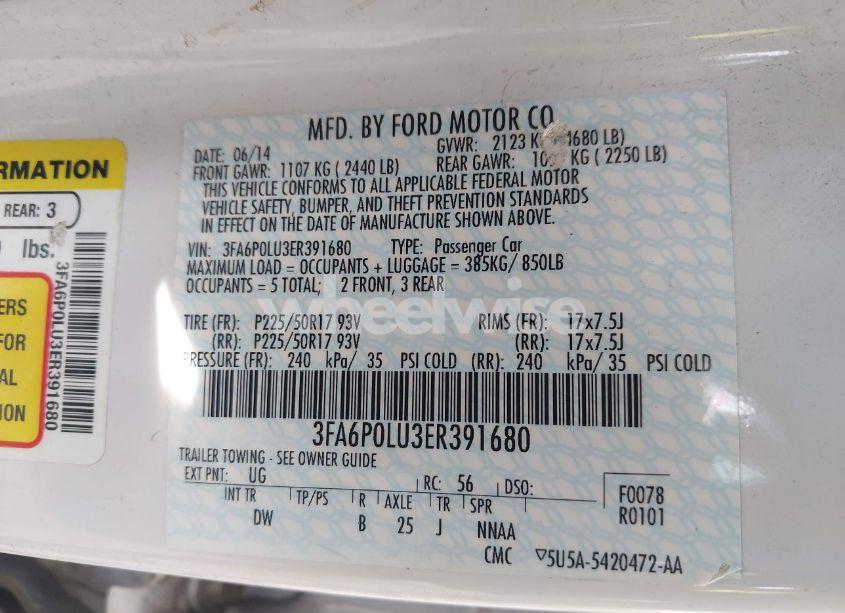 MFD. BY FORD MOTOR CO.
DATE: 06/14 GVWR: 2123 KG 4680 LB)
FRONT GAWR: 1107 KG ( 2440 LB) REAR GAWR: KG ( 2250 LB)
THIS VEHICLE CONFORMS TO ALL APPLICABLE FEDERAL MOTOR
VEHICLE SAFETY, BUMPER, AND THEFT PREVENTION STANDARDS
IN EFFECT ON THE DATE OF MANUFACTURE SHOWN ABOVE.
VIN: 3FA6P0LU3ER391680 TYPE: Passenger Car
MAXIMUM LOAD = OCCUPANTS + LUGGAGE = 385KG/ 850LB
OCCUPANTS = 5 TOTAL; 2 FRONT, 3 REAR
wheelwise
TIRE (FR): P225/50R17 93V RIMS (FR): 17x7.5J
(RR): P225/50R17 93V (RR): 17x7.5J
PRESSURE (FR): 240 kPa/ 35 PSI COLD (RR): 240 kPa/ 35 PSI COLD
3FA6P0LU3ER391680
TRAILER TOWING - SEE OWNER GUIDE
EXT PNT: UG RC: 56 DSO:
INT TR TP/PS R AXLE TR SPR
DW B 25 J NNAA
CMC ▽5U5A-5420472-AA
F0078
R0101
REAR: 3
lbs.
3FA6P0LU3ER391680
FOR